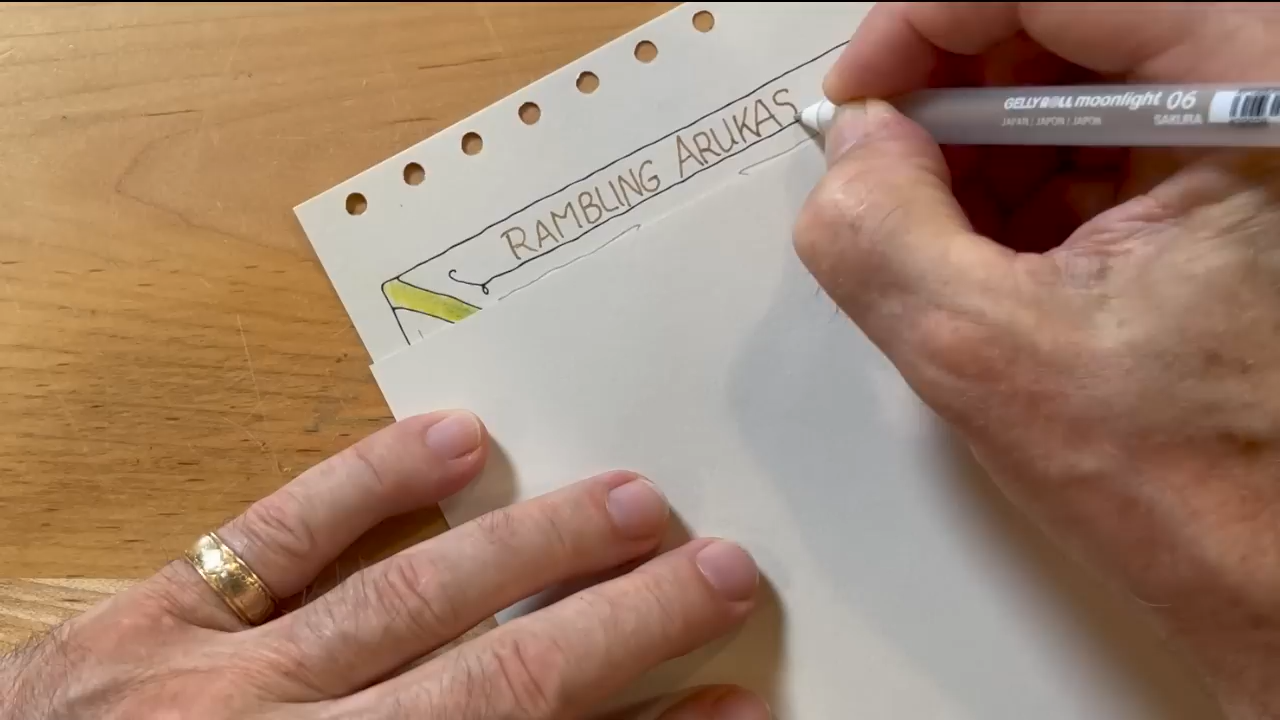 RAMBLING ARUKAS
GELLY ROLL moonlight 06
JAPAN / JAPON / JAPON
SAKURA